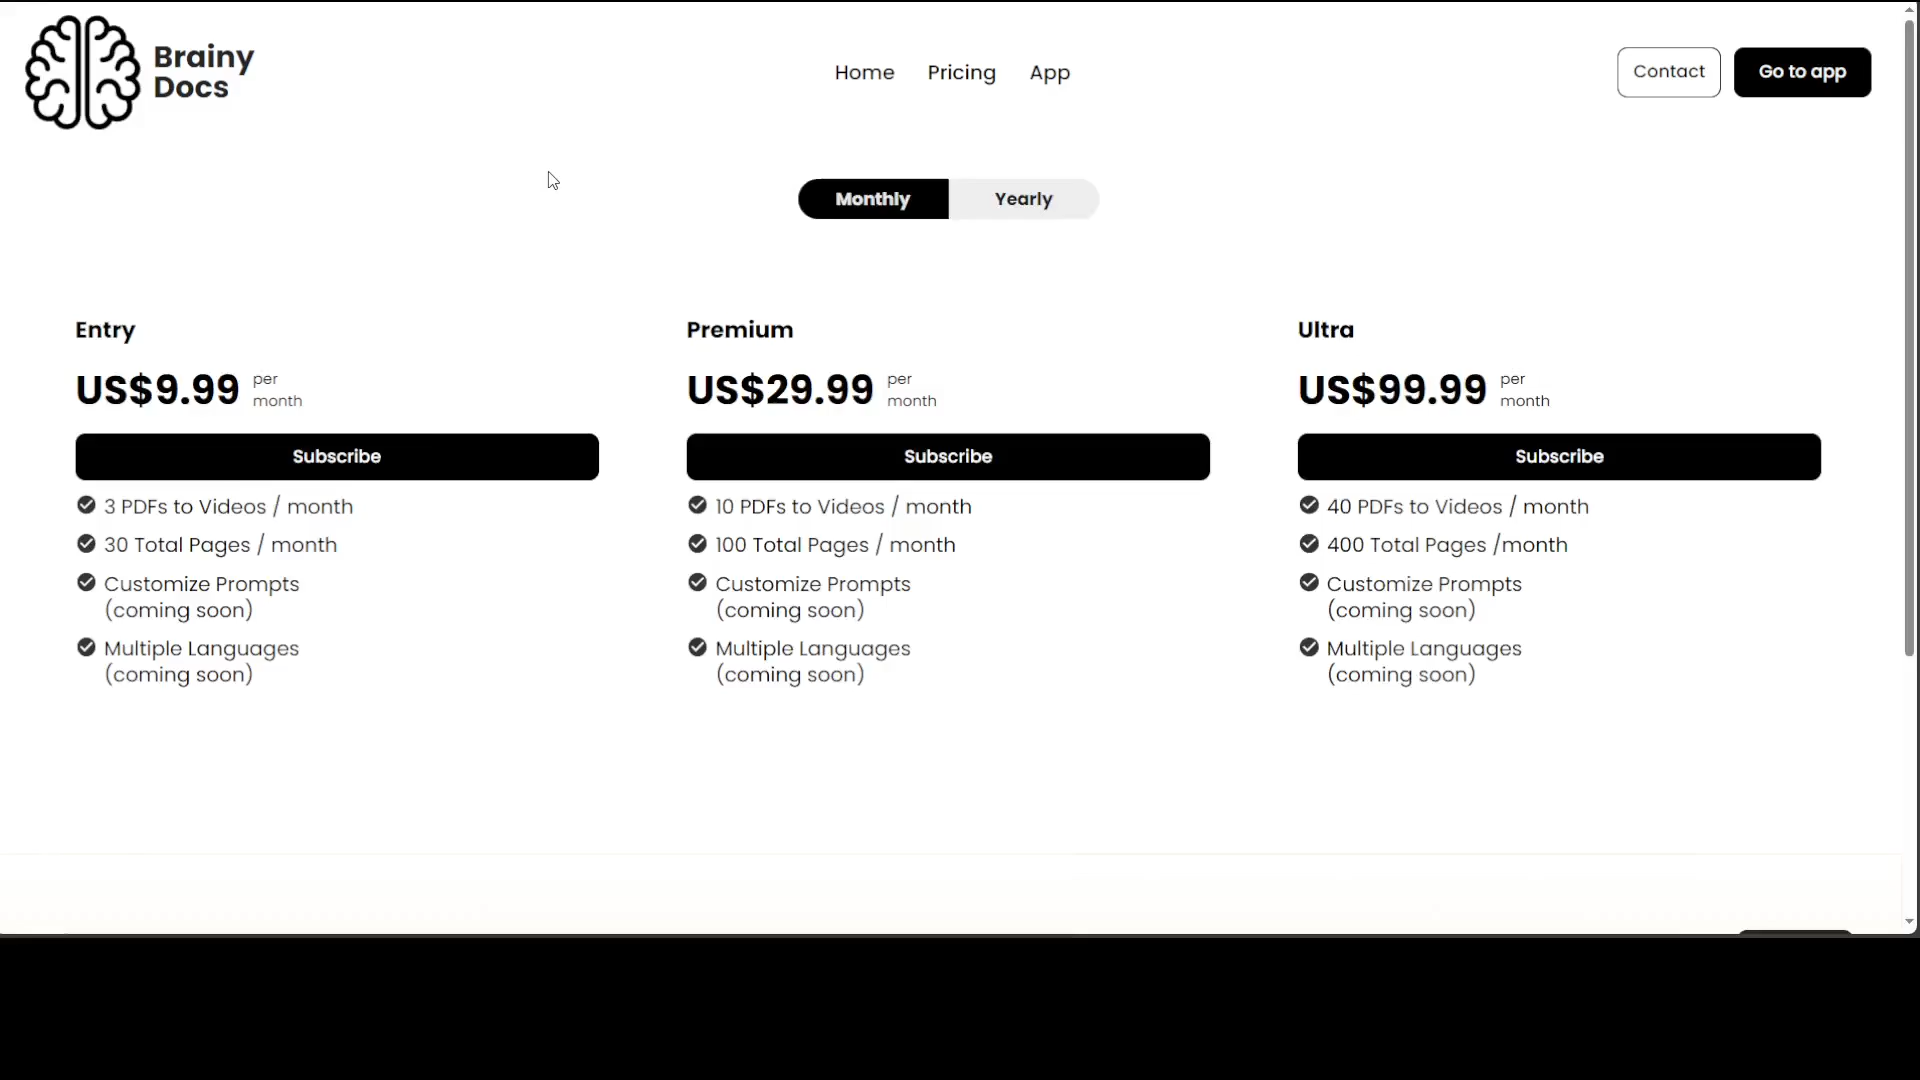 Brainy
Docs
Home Pricing App
Contact Go to app
Monthly Yearly
Entry
US$9.99 per
month
Subscribe
3 PDFs to Videos / month
30 Total Pages / month
Customize Prompts
(coming soon)
Multiple Languages
(coming soon)
Premium
US$29.99 per
month
Subscribe
10 PDFs to Videos / month
100 Total Pages / month
Customize Prompts
(coming soon)
Multiple Languages
(coming soon)
Ultra
US$99.99 per
month
Subscribe
40 PDFs to Videos / month
400 Total Pages /month
Customize Prompts
(coming soon)
Multiple Languages
(coming soon)